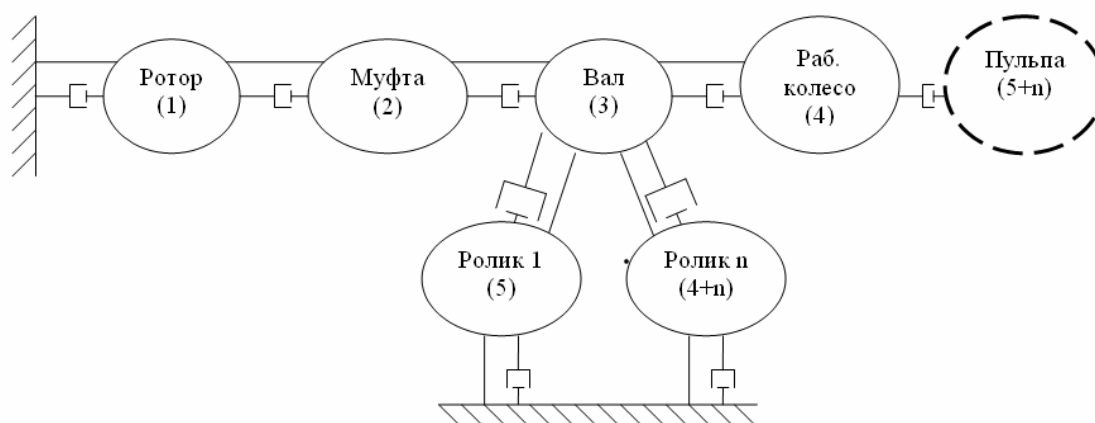 Ротор
(1)
Муфта
(2)
Вал
(3)
Раб.
колесо
(4)
Пульпа
(5+n)
Ролик 1
(5)
Ролик n
(4+n)